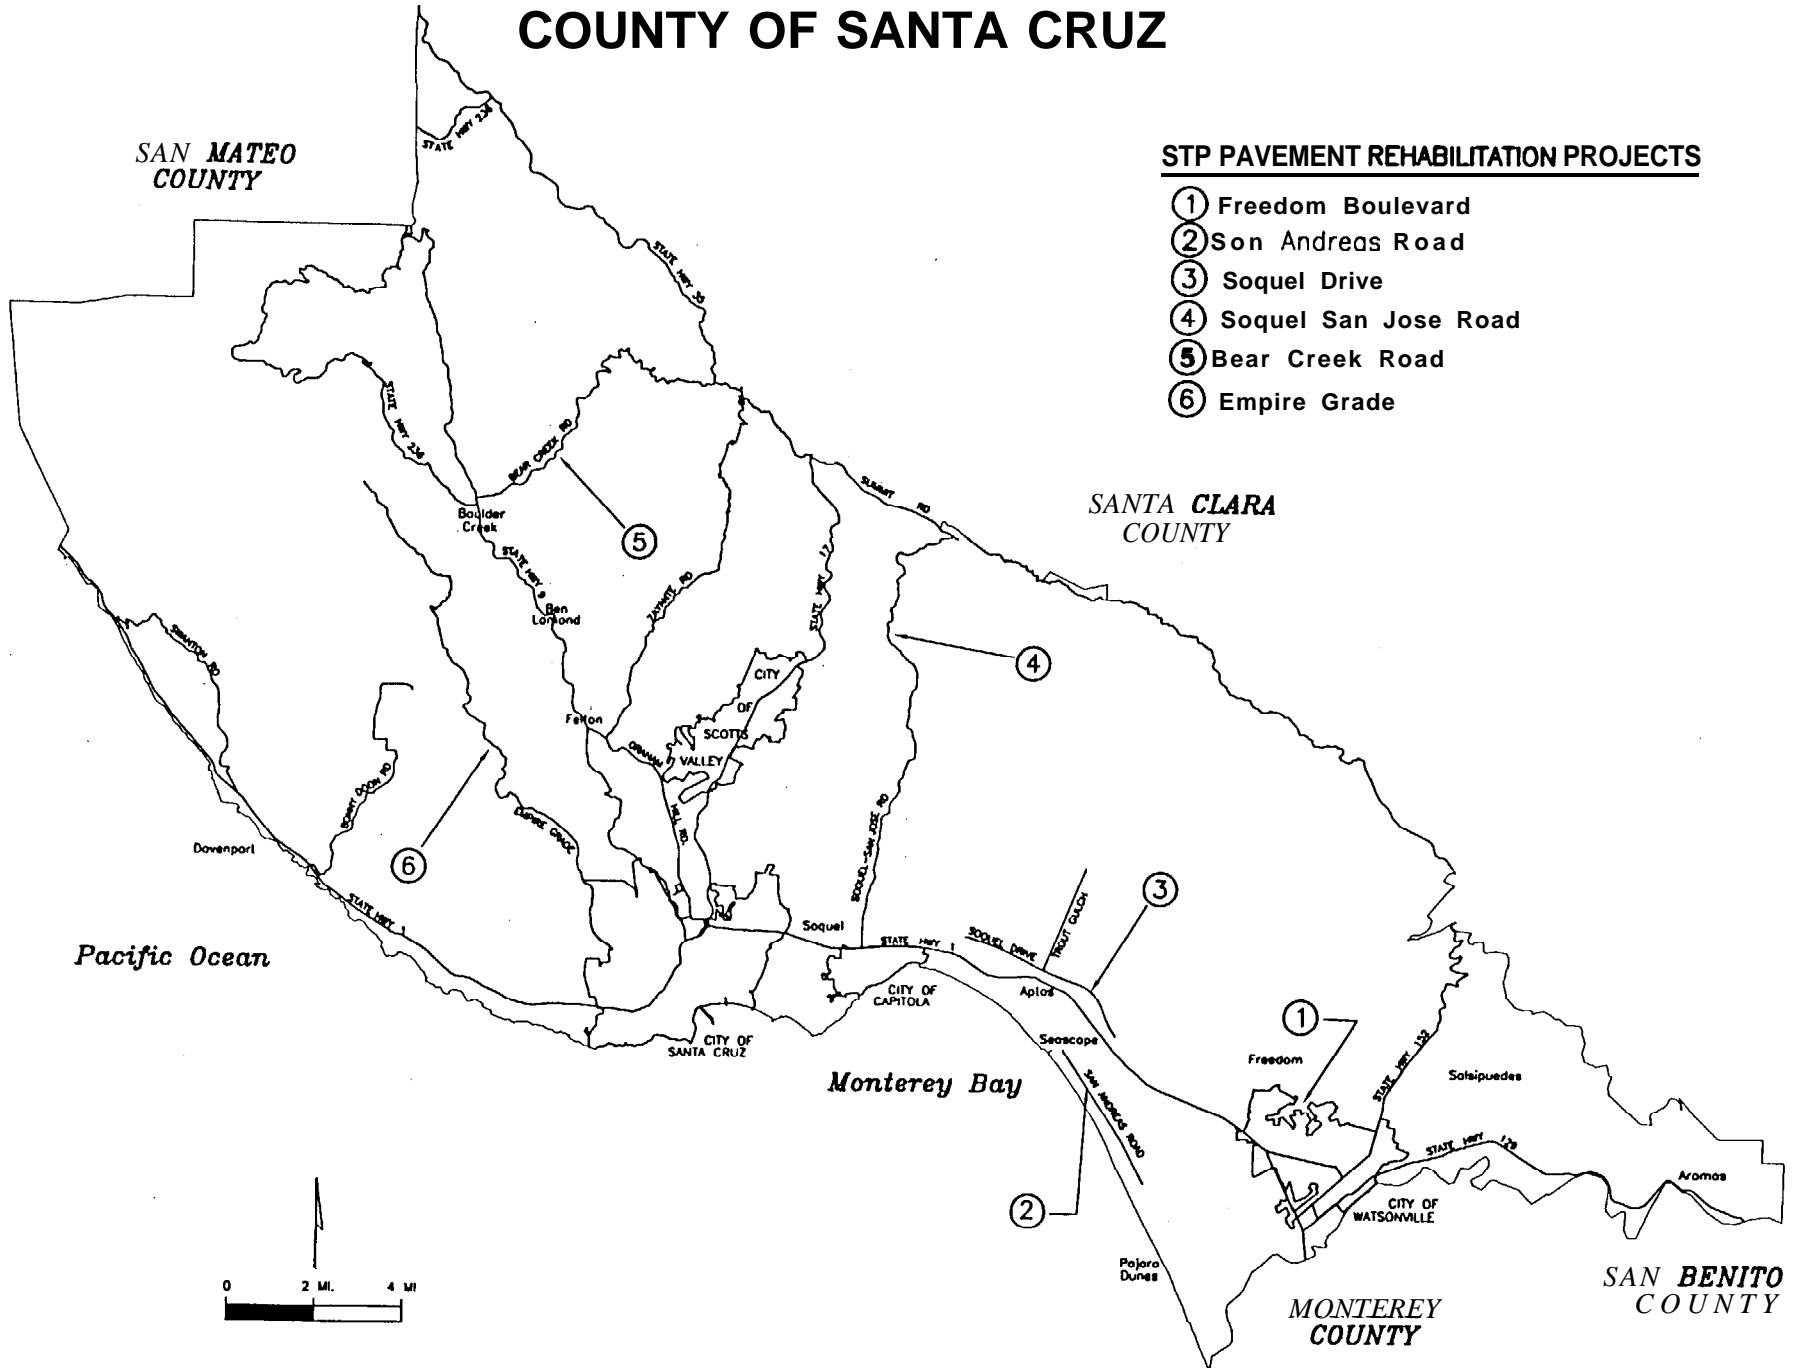 COUNTY OF SANTA CRUZ
SAN MATEO
COUNTY
STATE HWY 236
STP PAVEMENT REHABILITATION PROJECTS
1 Freedom Boulevard
2 Son Andreas Road
3 Soquel Drive
4 Soquel San Jose Road
5 Bear Creek Road
6 Empire Grade
STATE HWY 35
STATE HWY 236
BEAR CREEK RD
SUMMIT RD
SANTA CLARA
COUNTY
Boulder
Creek
5
STATE HWY 9
STATE HWY 17
ZAYANTE RD
Ben
Lomond
SWANTON RD
4
CITY
OF
SCOTTS
VALLEY
Felton
GRAHAM
HILL RD.
BONNY DOON RD
EMPIRE GRADE
SOQUEL-SAN JOSE RD
Davenport
6
3
TROUT GULCH
STATE HWY 1
Soquel
STATE HWY 1
SOQUEL DRIVE
Pacific Ocean
CITY OF
CAPITOLA
Aptos
1
CITY OF
SANTA CRUZ
Seascape
Freedom
STATE HWY 152
Salsipuedes
Monterey Bay
SAN ANDREAS ROAD
STATE HWY 129
Aromas
2
CITY OF
WATSONVILLE
Pajaro
Dunes
0 2 MI. 4 MI
SAN BENITO
COUNTY
MONTEREY
COUNTY